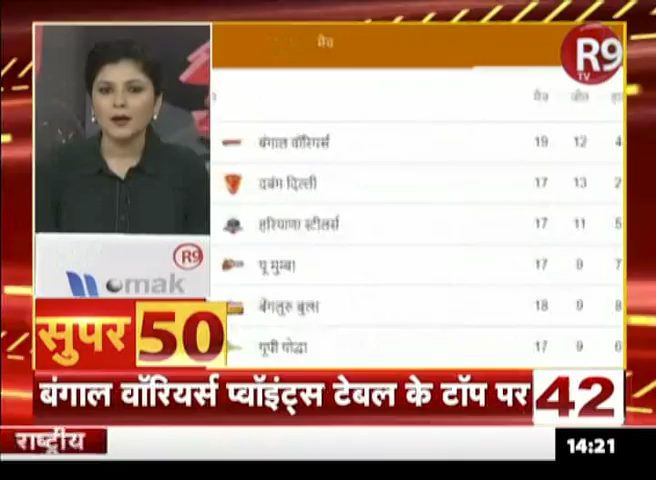 मैच
R9
TV
मैच जीत
बंगाल वॉरियर्स 19 12 4
दबंग दिल्ली 17 13 2
हरियाणा स्टीलर्स 17 11 5
यू मुम्बा 17 9 7
बेंगलुरु बुल्स 18 9 8
यूपी योद्धा 17 9 6
R9
omak
सुपर 50
बंगाल वॉरियर्स प्वॉइंट्स टेबल के टॉप पर 42
राष्ट्रीय 14:21